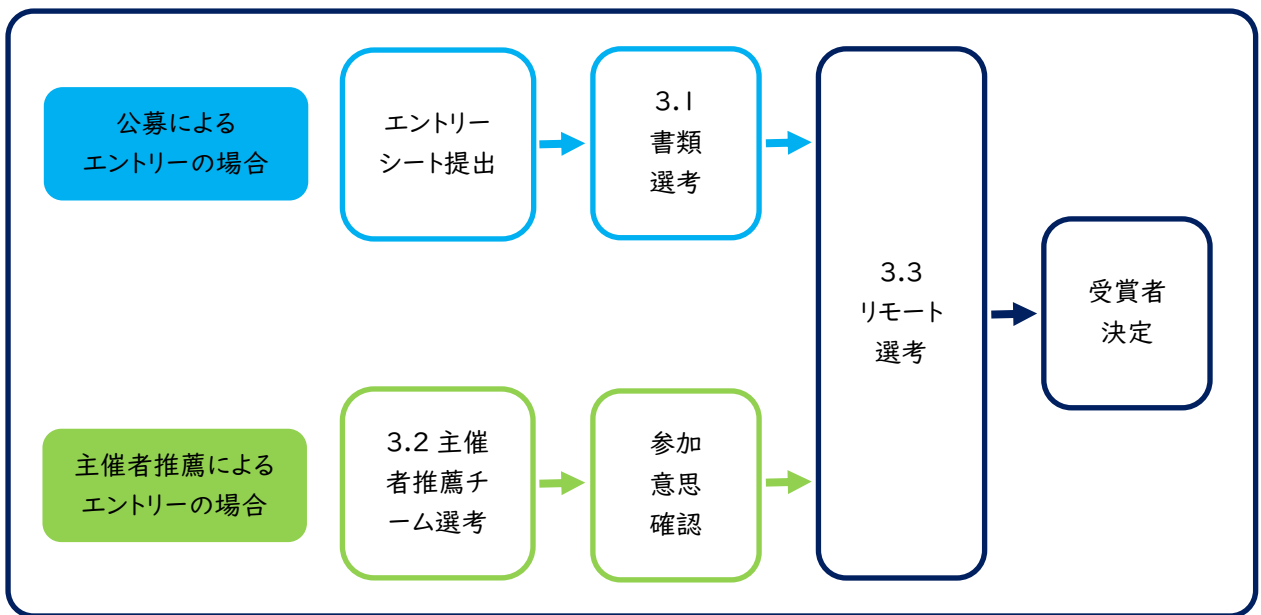 公募による
エントリーの場合
エントリー
シート提出
3.1
書類
選考
3.3
リモート
選考
受賞者
決定
主催者推薦による
エントリーの場合
3.2 主催
者推薦チ
ーム選考
参加
意思
確認